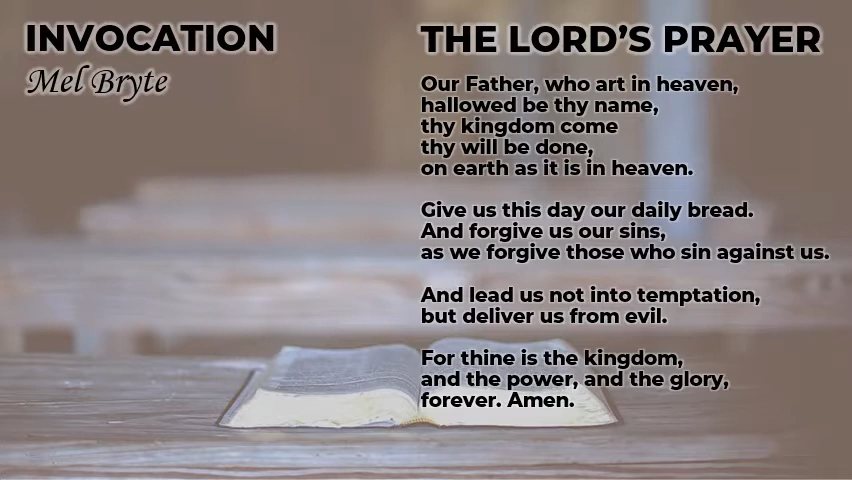 INVOCATION
Mel Bryte
THE LORD’S PRAYER
Our Father, who art in heaven,
hallowed be thy name,
thy kingdom come
thy will be done,
on earth as it is in heaven.
Give us this day our daily bread.
And forgive us our sins,
as we forgive those who sin against us.
And lead us not into temptation,
but deliver us from evil.
For thine is the kingdom,
and the power, and the glory,
forever. Amen.